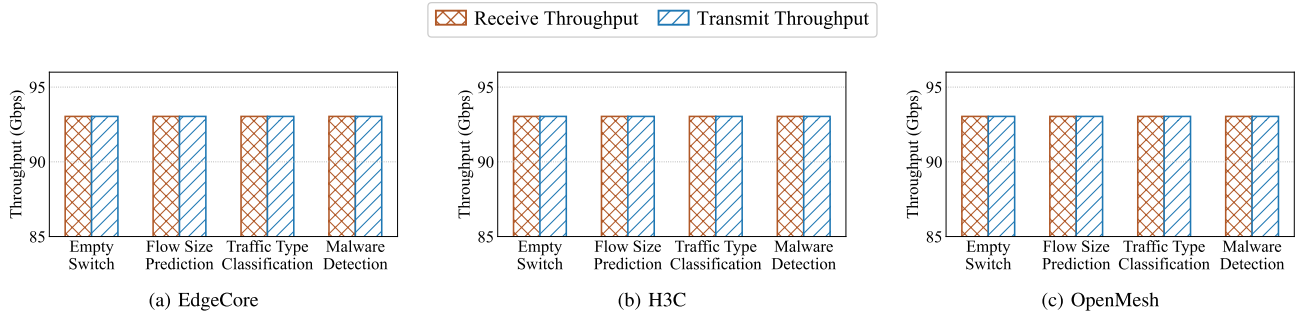 Receive Throughput Transmit Throughput
Throughput (Gbps)
95
90
85
Empty Switch
Flow Size Prediction
Traffic Type Classification
Malware Detection
(a) EdgeCore
Throughput (Gbps)
95
90
85
Empty Switch
Flow Size Prediction
Traffic Type Classification
Malware Detection
(b) H3C
Throughput (Gbps)
95
90
85
Empty Switch
Flow Size Prediction
Traffic Type Classification
Malware Detection
(c) OpenMesh